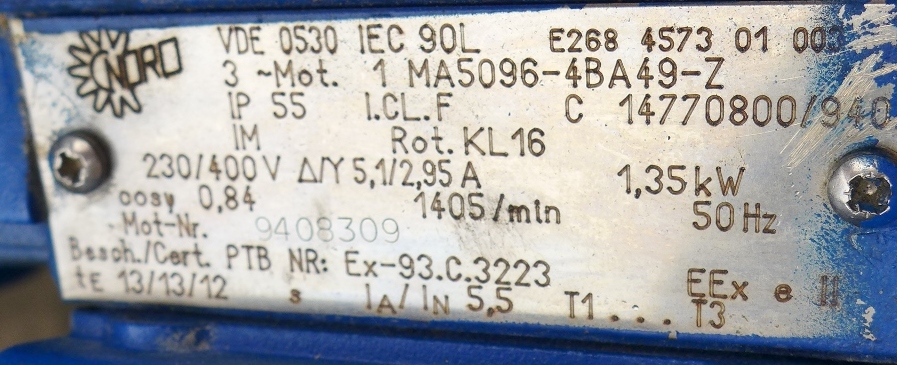 NORD
VDE 0530 IEC 90L E268 4573 01 003
3 ~Mot. 1 MA5096-4BA49-Z
IP 55 I.CL.F C 14770800/940
IM Rot. KL16
230/400 V Δ/Y 5,1/2,95 A 1,35 kW
cosφ 0,84 1405/min 50 Hz
Mot-Nr. 9408309
Besch./Cert. PTB NR: Ex-93.C.3223
tE 13/13/12 s IA/IN 5,5 T1...T3 EEx e II